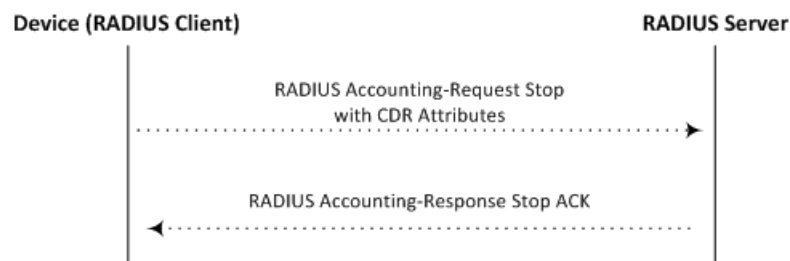 Device (RADIUS Client) RADIUS Server
RADIUS Accounting-Request Stop
with CDR Attributes
RADIUS Accounting-Response Stop ACK